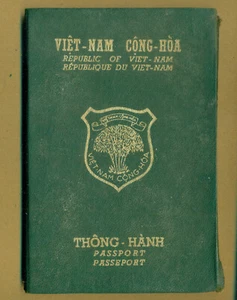 VIỆT-NAM CỘNG-HÒA
REPUBLIC OF VIET-NAM
RÉPUBLIQUE DU VIET-NAM
VIỆT-NAM CỘNG-HÒA
THÔNG-HÀNH
PASSPORT
PASSEPORT